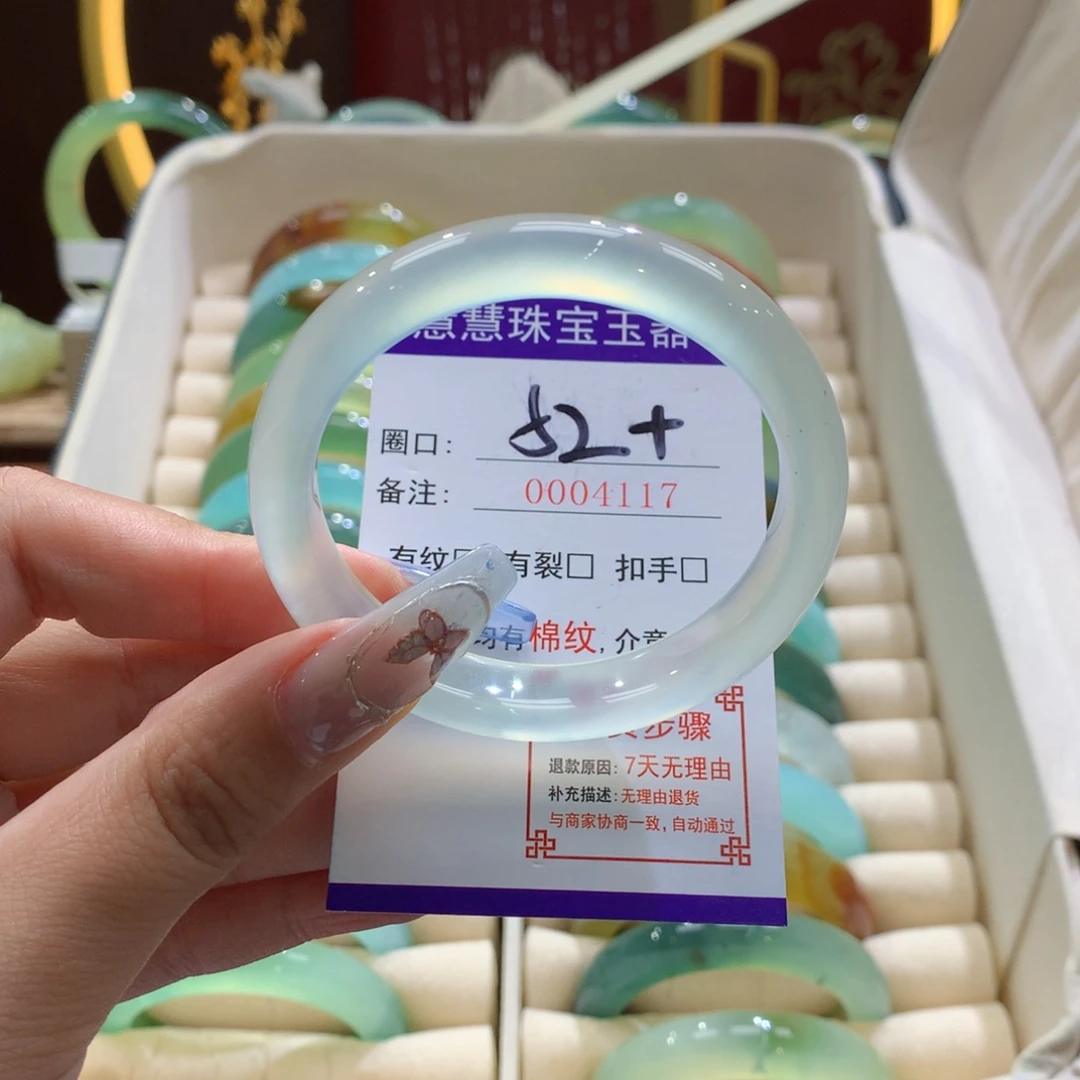 慧慧珠宝玉器
圈口: 52+
备注: 0004117
有纹□ 有裂□ 扣手□
均有棉纹, 介意
步骤
退款原因: 7天无理由
补充描述: 无理由退货
与商家协商一致, 自动通过